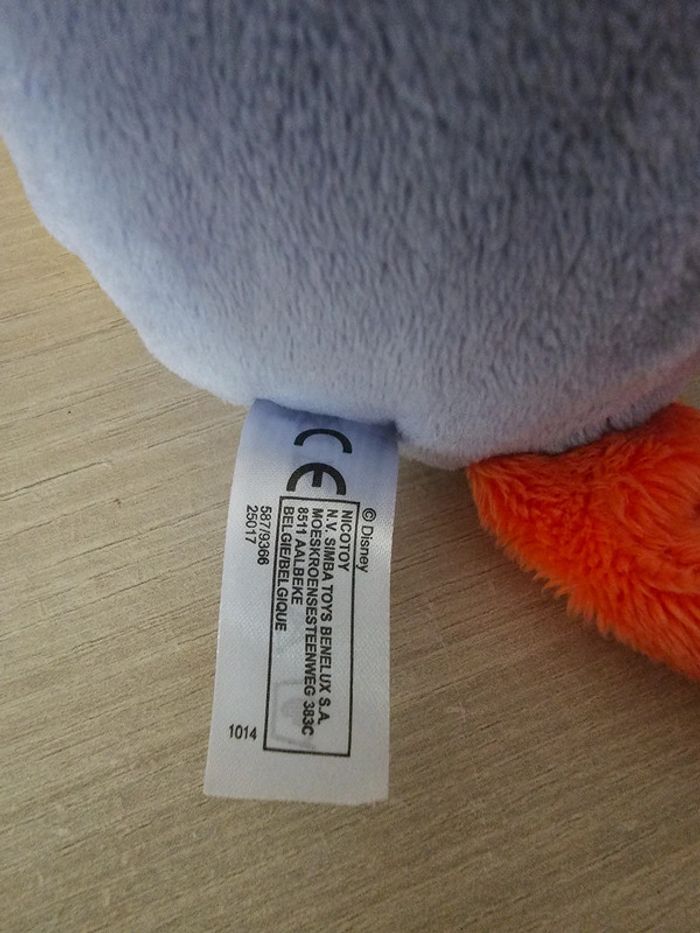 CE
© Disney
NICOTOY
N.V. SIMBA TOYS BENELUX S.A.
MOESKROENSESTEENWEG 383C
8511 AALBEKE
BELGIE/BELGIQUE
587/9366
25017
1014